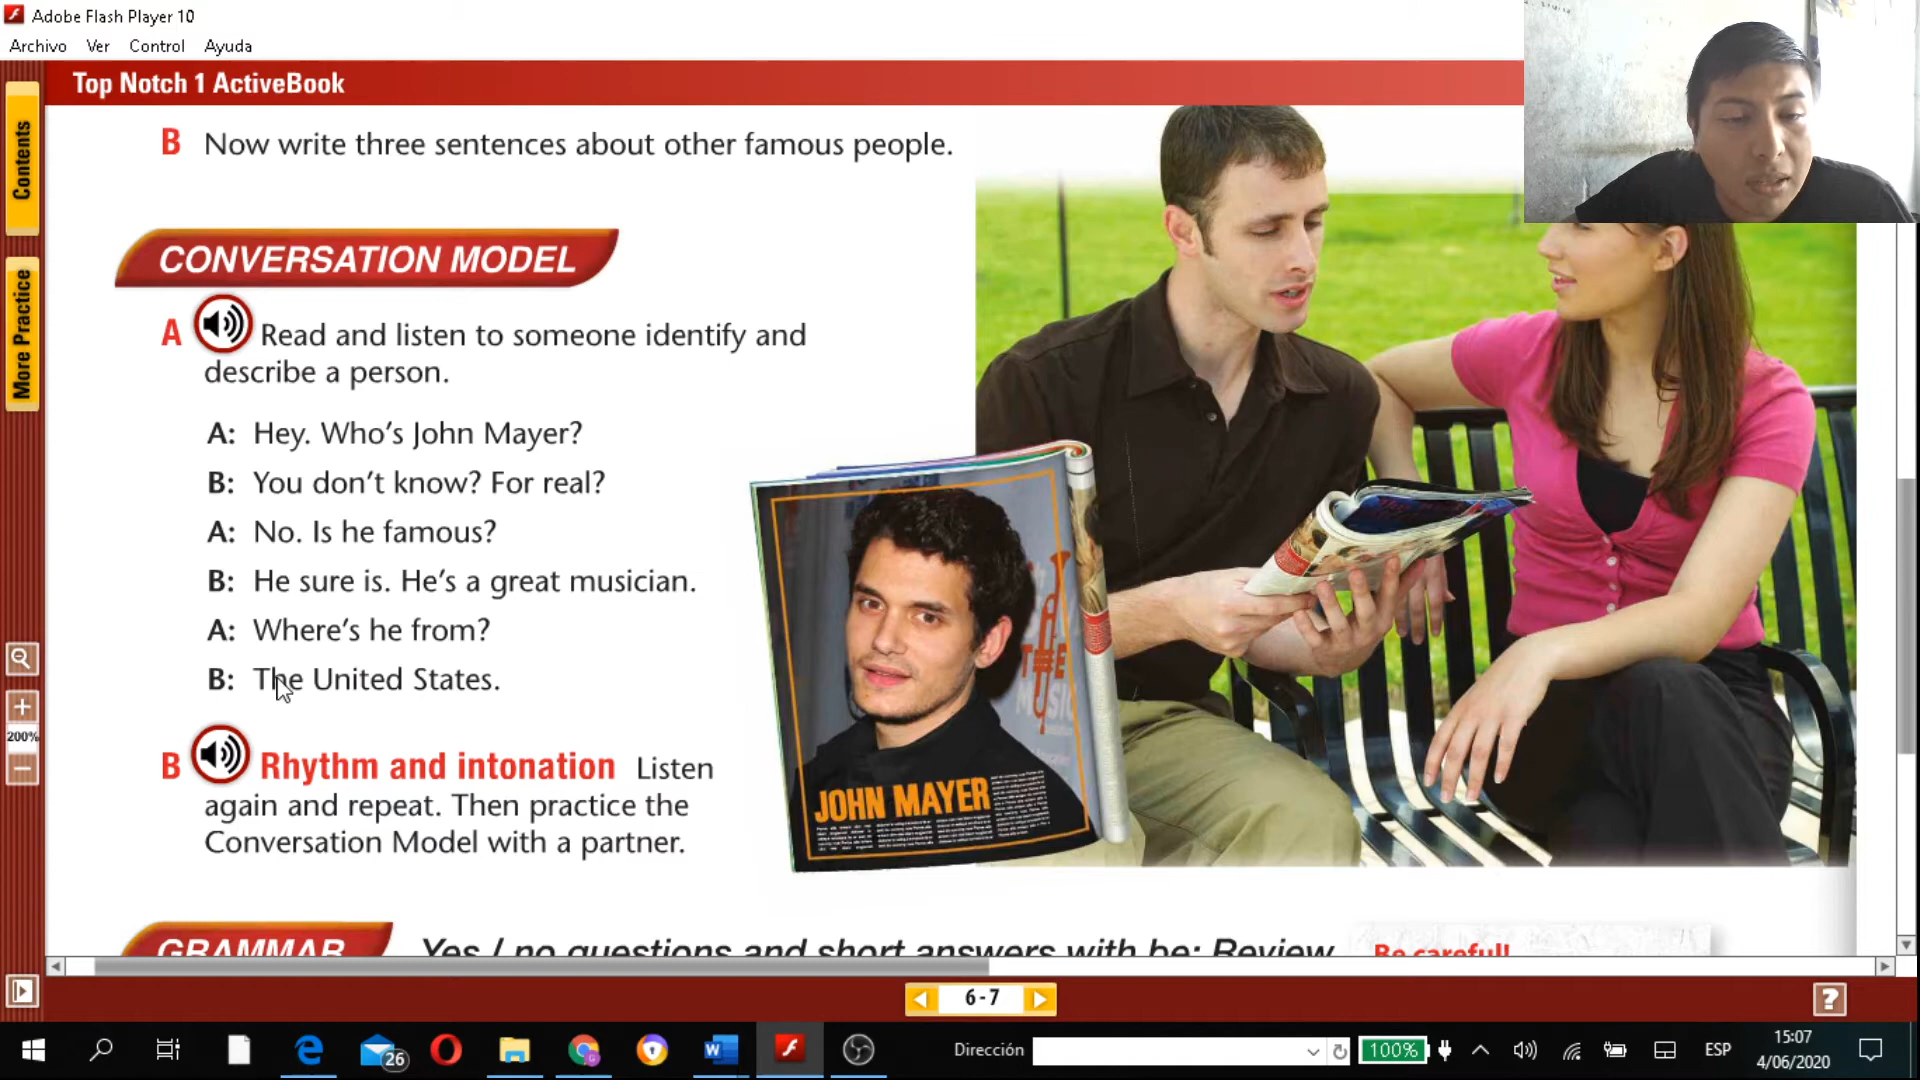 Adobe Flash Player 10
Archivo Ver Control Ayuda
Top Notch 1 ActiveBook
Contents
More Practice
B Now write three sentences about other famous people.
CONVERSATION MODEL
A Read and listen to someone identify and
describe a person.
A: Hey. Who's John Mayer?
B: You don't know? For real?
A: No. Is he famous?
B: He sure is. He's a great musician.
A: Where's he from?
B: The United States.
B Rhythm and intonation Listen
again and repeat. Then practice the
Conversation Model with a partner.
JOHN MAYER
200%
GRAMMAR Yes / no questions and short answers with be: Review
Be careful!
6-7
?
26
Dirección
100%
ESP
15:07
4/06/2020